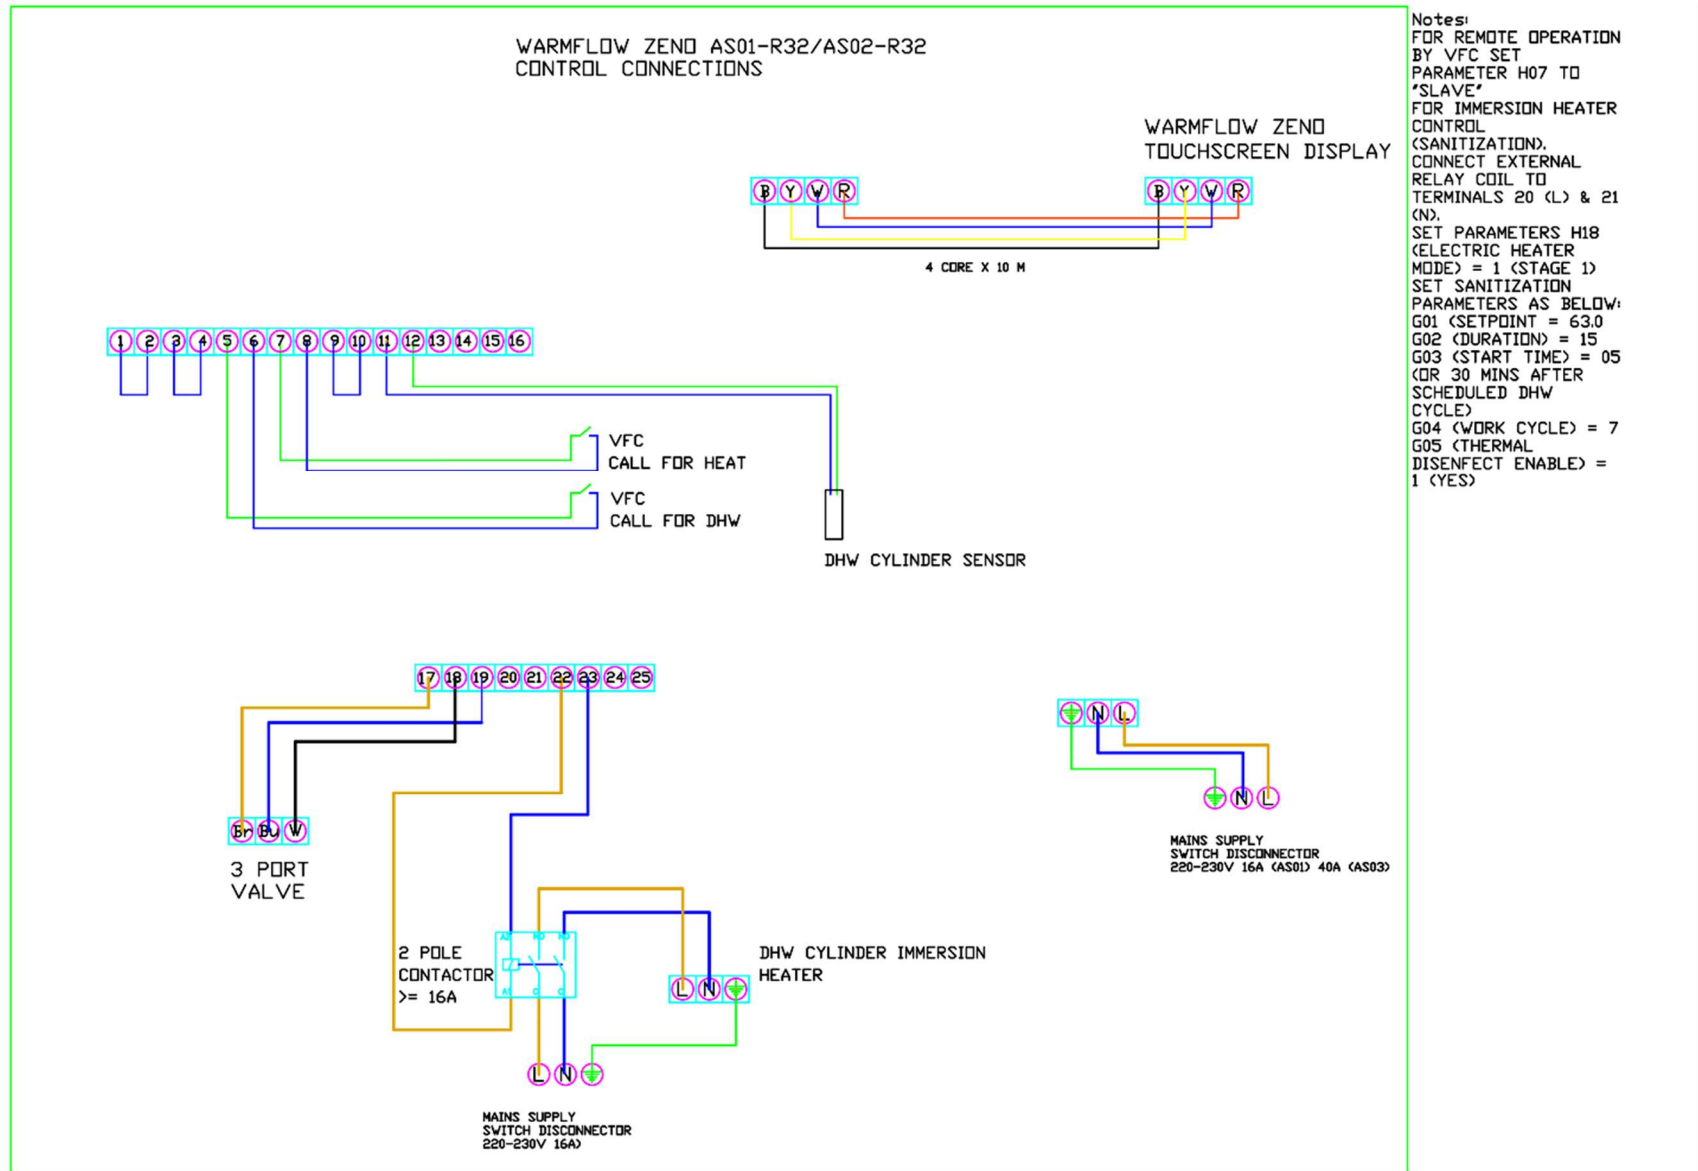 WARMFLOW ZENO AS01-R32/AS02-R32
CONTROL CONNECTIONS
Notes:
FOR REMOTE OPERATION
BY VFC SET
PARAMETER H07 TO
"SLAVE"
FOR IMMERSION HEATER
CONTROL
(SANITIZATION).
CONNECT EXTERNAL
RELAY COIL TO
TERMINALS 20 (L) & 21
(N).
SET PARAMETERS H18
(ELECTRIC HEATER
MODE) = 1 (STAGE 1)
SET SANITIZATION
PARAMETERS AS BELOW:
G01 (SETPOINT = 63.0
G02 (DURATION) = 15
G03 (START TIME) = 05
(OR 30 MINS AFTER
SCHEDULED DHW
CYCLE)
G04 (WORK CYCLE) = 7
G05 (THERMAL
DISENFECT ENABLE) =
1 (YES)
WARMFLOW ZENO
TOUCHSCREEN DISPLAY
B Y W R
B Y W R
4 CORE X 10 M
1 2 3 4 5 6 7 8 9 10 11 12 13 14 15 16
VFC
CALL FOR HEAT
VFC
CALL FOR DHW
DHW CYLINDER SENSOR
17 18 19 20 21 22 23 24 25
N L
N L
MAINS SUPPLY
SWITCH DISCONNECTOR
220-230V 16A (AS01) 40A (AS03)
Br Bu W
3 PORT
VALVE
2 POLE
CONTACTOR
>= 16A
A2 NO NO
A1 C C
DHW CYLINDER IMMERSION
HEATER
L N
L N
MAINS SUPPLY
SWITCH DISCONNECTOR
220-230V 16A)